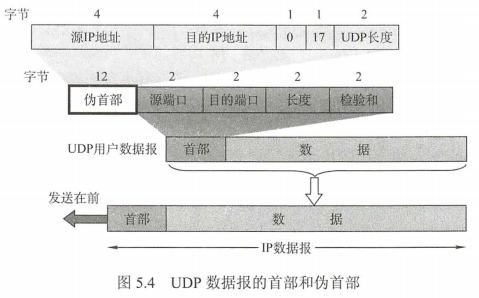 字节 4 4 1 1 2
源IP地址 目的IP地址 0 17 UDP长度
字节 12 2 2 2 2
伪首部 源端口 目的端口 长度 检验和
UDP用户数据报 首部 数 据
发送在前
首部 数 据
IP数据报
图 5.4 UDP 数据报的首部和伪首部